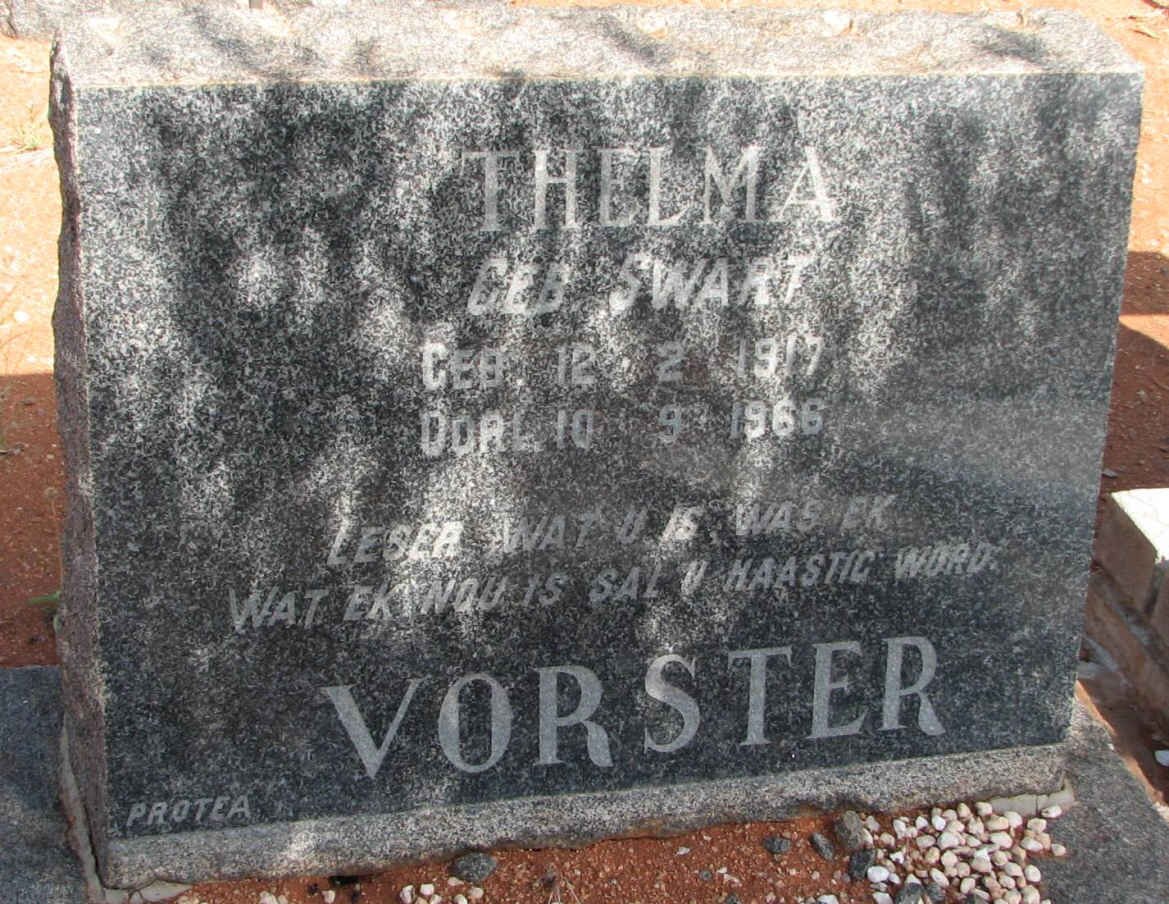 THELMA
GEB. SWART
GEB. 12 2 1917
OORL. 10 9 1966
LESER WAT U IS, WAS EK
WAT EK NOU IS SAL U HAASTIG WORD.
VORSTER
PROTEA